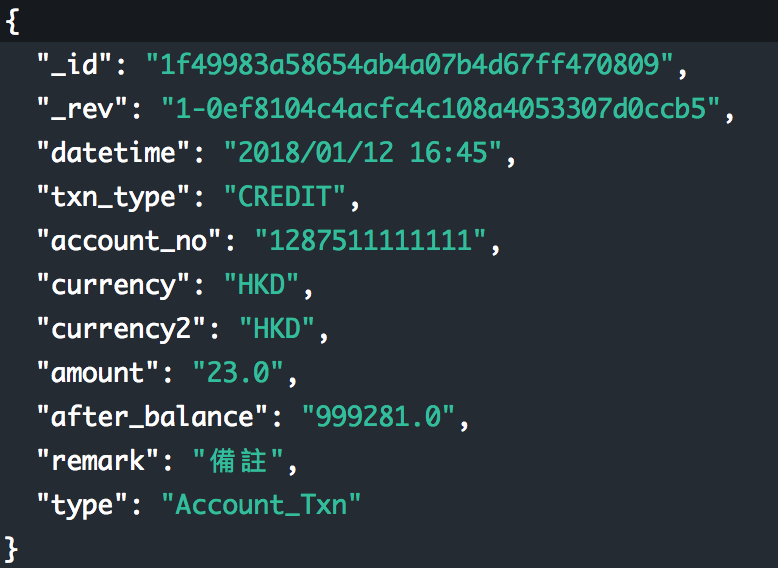 {
"_id": "1f49983a58654ab4a07b4d67ff470809",
"_rev": "1-0ef8104c4acfc4c108a4053307d0ccb5",
"datetime": "2018/01/12 16:45",
"txn_type": "CREDIT",
"account_no": "1287511111111",
"currency": "HKD",
"currency2": "HKD",
"amount": "23.0",
"after_balance": "999281.0",
"remark": "備註",
"type": "Account_Txn"
}